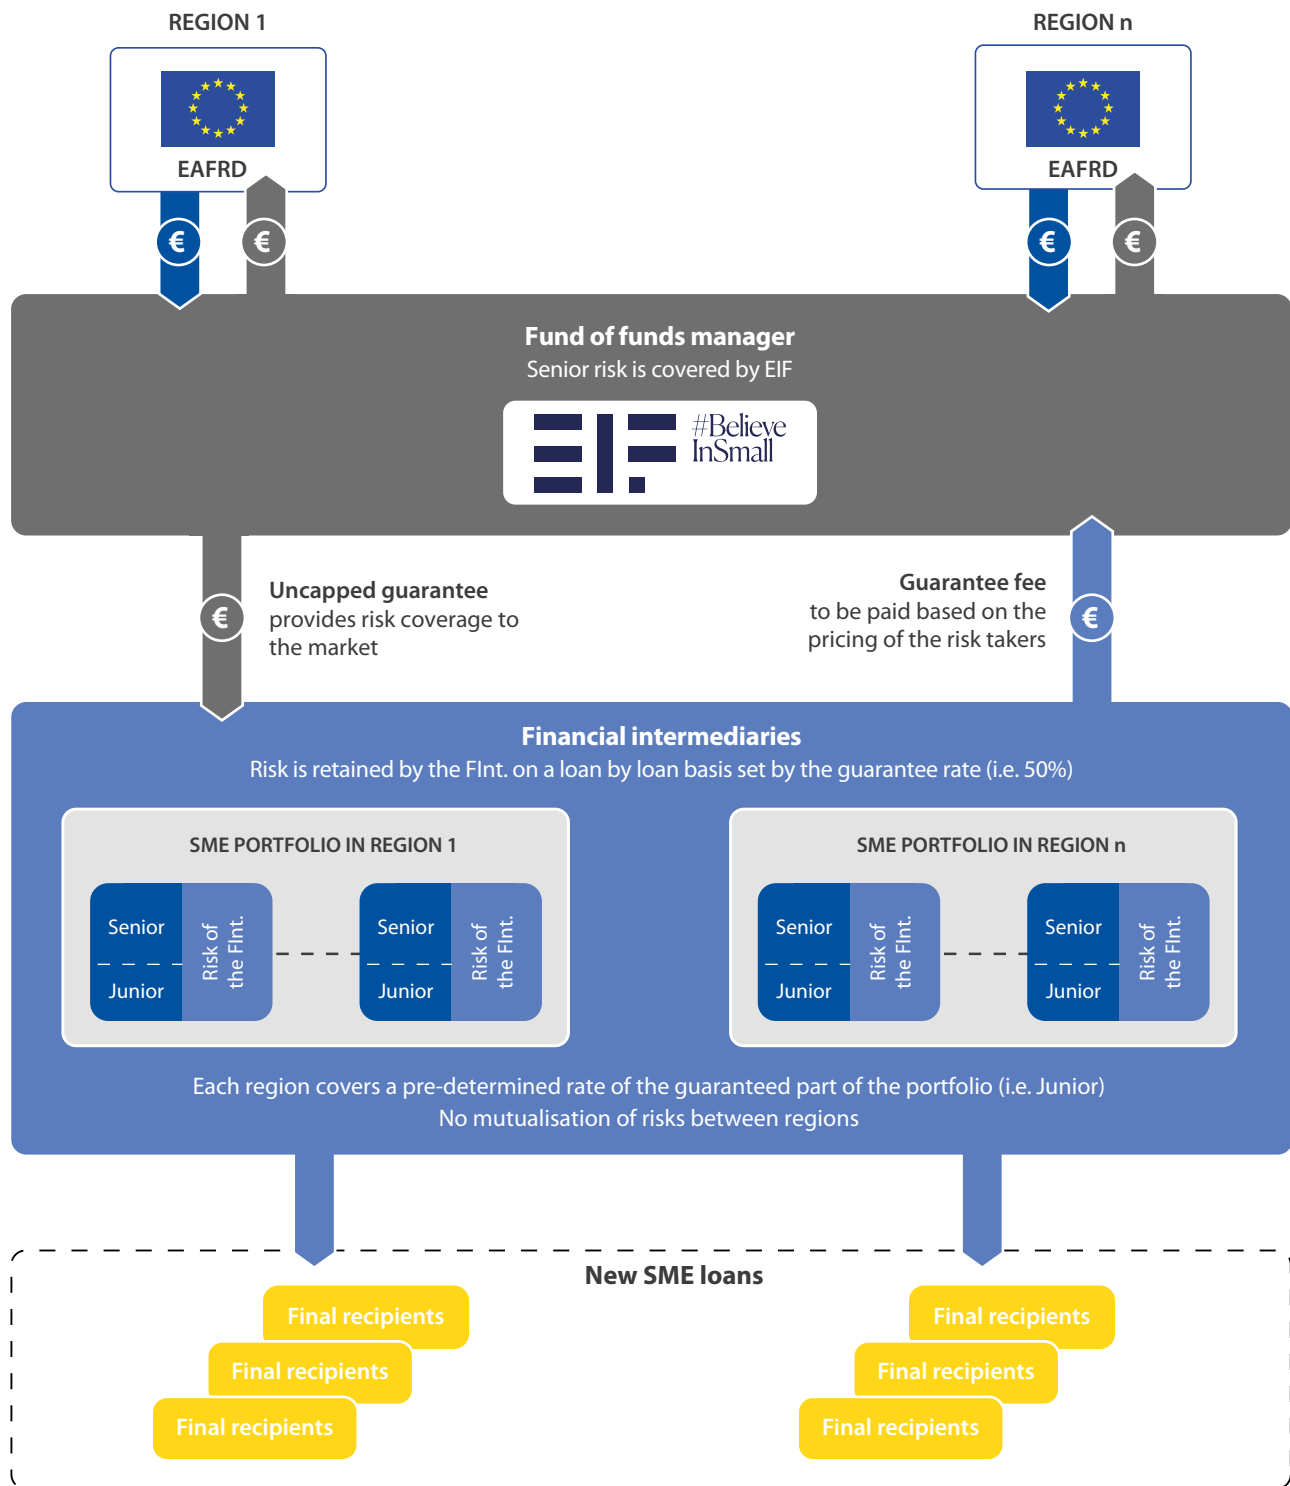 REGION 1
REGION n
EAFRD
EAFRD
€
€
€
€
Fund of funds manager
Senior risk is covered by EIF
EIF
#Believe
InSmall
€
Uncapped guarantee
provides risk coverage to
the market
Guarantee fee
to be paid based on the
pricing of the risk takers
€
Financial intermediaries
Risk is retained by the FInt. on a loan by loan basis set by the guarantee rate (i.e. 50%)
SME PORTFOLIO IN REGION 1
Senior
Junior
Risk of
the FInt.
Senior
Junior
Risk of
the FInt.
SME PORTFOLIO IN REGION n
Senior
Junior
Risk of
the FInt.
Senior
Junior
Risk of
the FInt.
Each region covers a pre-determined rate of the guaranteed part of the portfolio (i.e. Junior)
No mutualisation of risks between regions
New SME loans
Final recipients
Final recipients
Final recipients
Final recipients
Final recipients
Final recipients